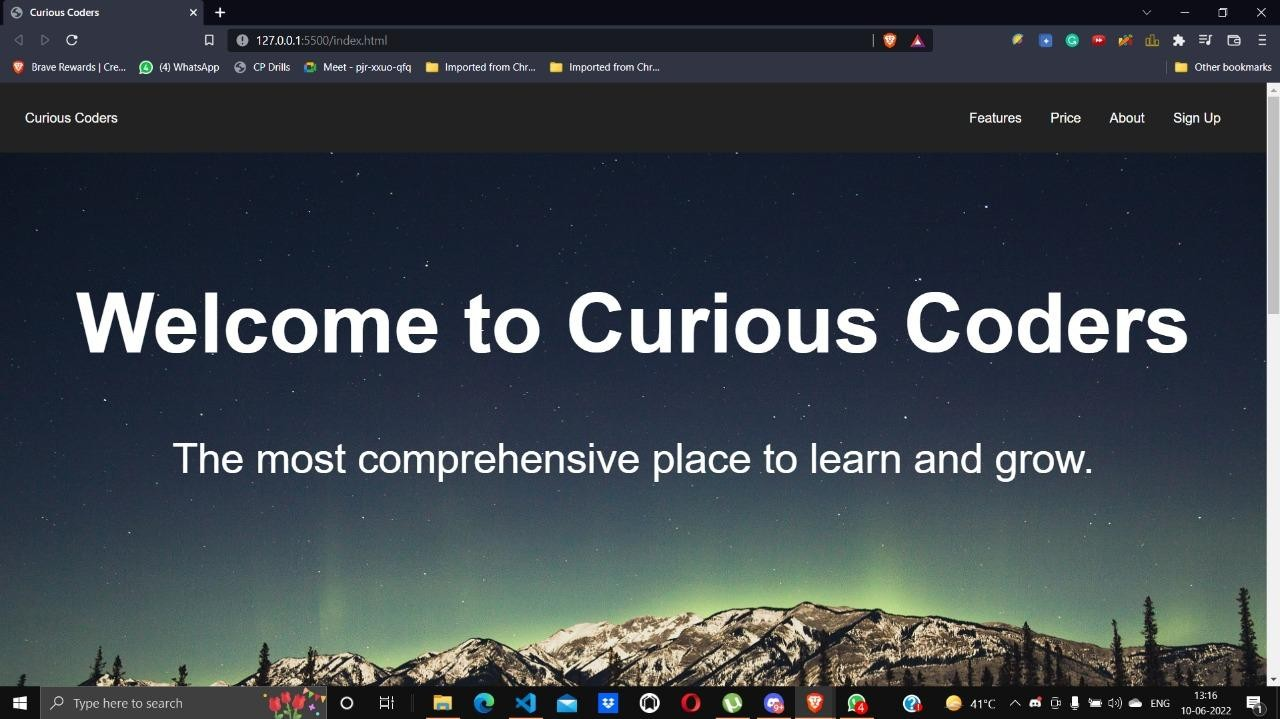 Curious Coders
127.0.0.1:5500/index.html
Brave Rewards | Cre... (4) WhatsApp CP Drills Meet - pjr-xxuo-qfq Imported from Chr... Imported from Chr... Other bookmarks
Curious Coders Features Price About Sign Up
Welcome to Curious Coders
The most comprehensive place to learn and grow.
Type here to search 4 41°C ENG 13:16
10-06-2022 1